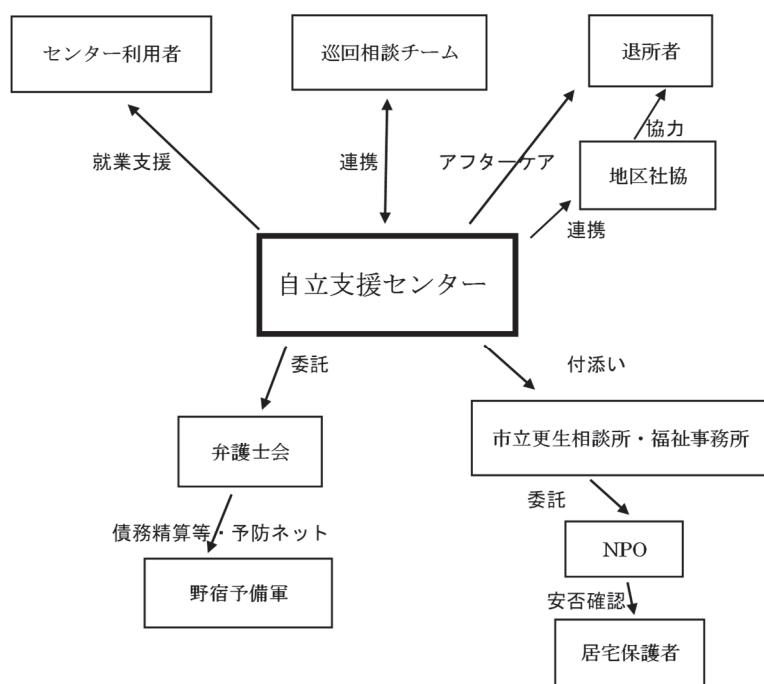 センター利用者
巡回相談チーム
退所者
協力
就業支援
連携
アフターケア
地区社協
連携
自立支援センター
委託
付添い
弁護士会
市立更生相談所・福祉事務所
委託
債務精算等・予防ネット
NPO
野宿予備軍
安否確認
居宅保護者